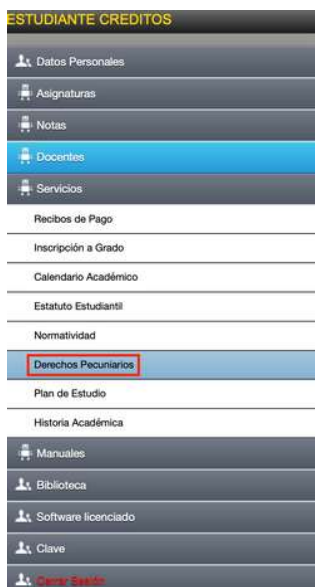 ESTUDIANTE CREDITOS
Datos Personales
Asignaturas
Notas
Docentes
Servicios
Recibos de Pago
Inscripción a Grado
Calendario Académico
Estatuto Estudiantil
Normatividad
Derechos Pecuniarios
Plan de Estudio
Historia Académica
Manuales
Biblioteca
Software licenciado
Clave
Cerrar Sesión